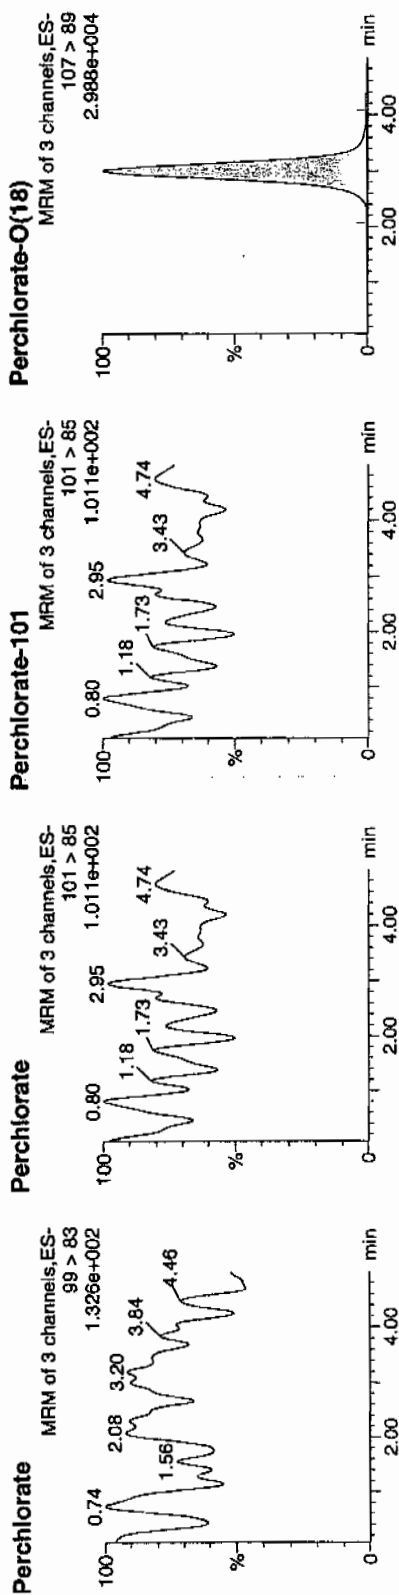 Perchlorate
MRM of 3 channels,ES-
99 > 83
1.326e+002
100
%
0
0.74
1.56
2.08
3.20
3.84
4.46
2.00
4.00
min
Perchlorate
MRM of 3 channels,ES-
101 > 85
1.011e+002
100
%
0
0.80
1.18
1.73
2.95
3.43
4.74
2.00
4.00
min
Perchlorate-101
MRM of 3 channels,ES-
101 > 85
1.011e+002
100
%
0
0.80
1.18
1.73
2.95
3.43
4.74
2.00
4.00
min
Perchlorate-O(18)
MRM of 3 channels,ES-
107 > 89
2.988e+004
100
%
0
2.00
4.00
min